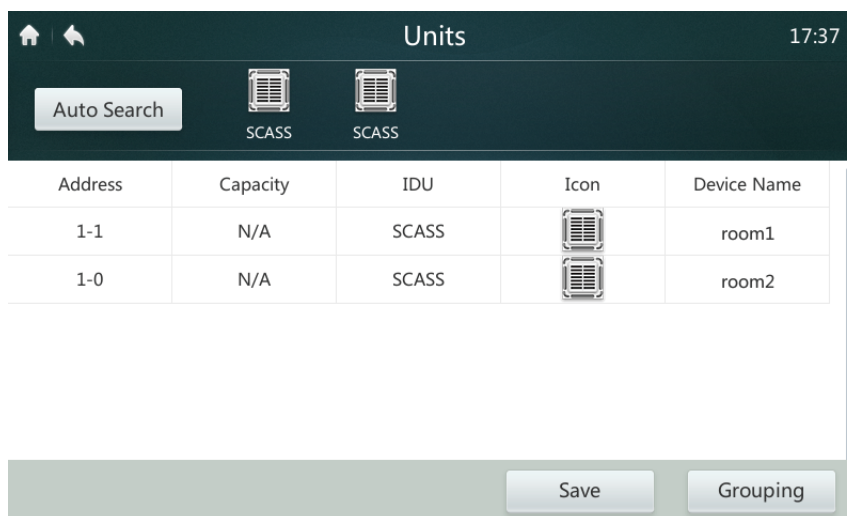 Units 17:37
Auto Search
SCASS SCASS
Address Capacity IDU Icon Device Name
1-1 N/A SCASS room1
1-0 N/A SCASS room2
Save Grouping